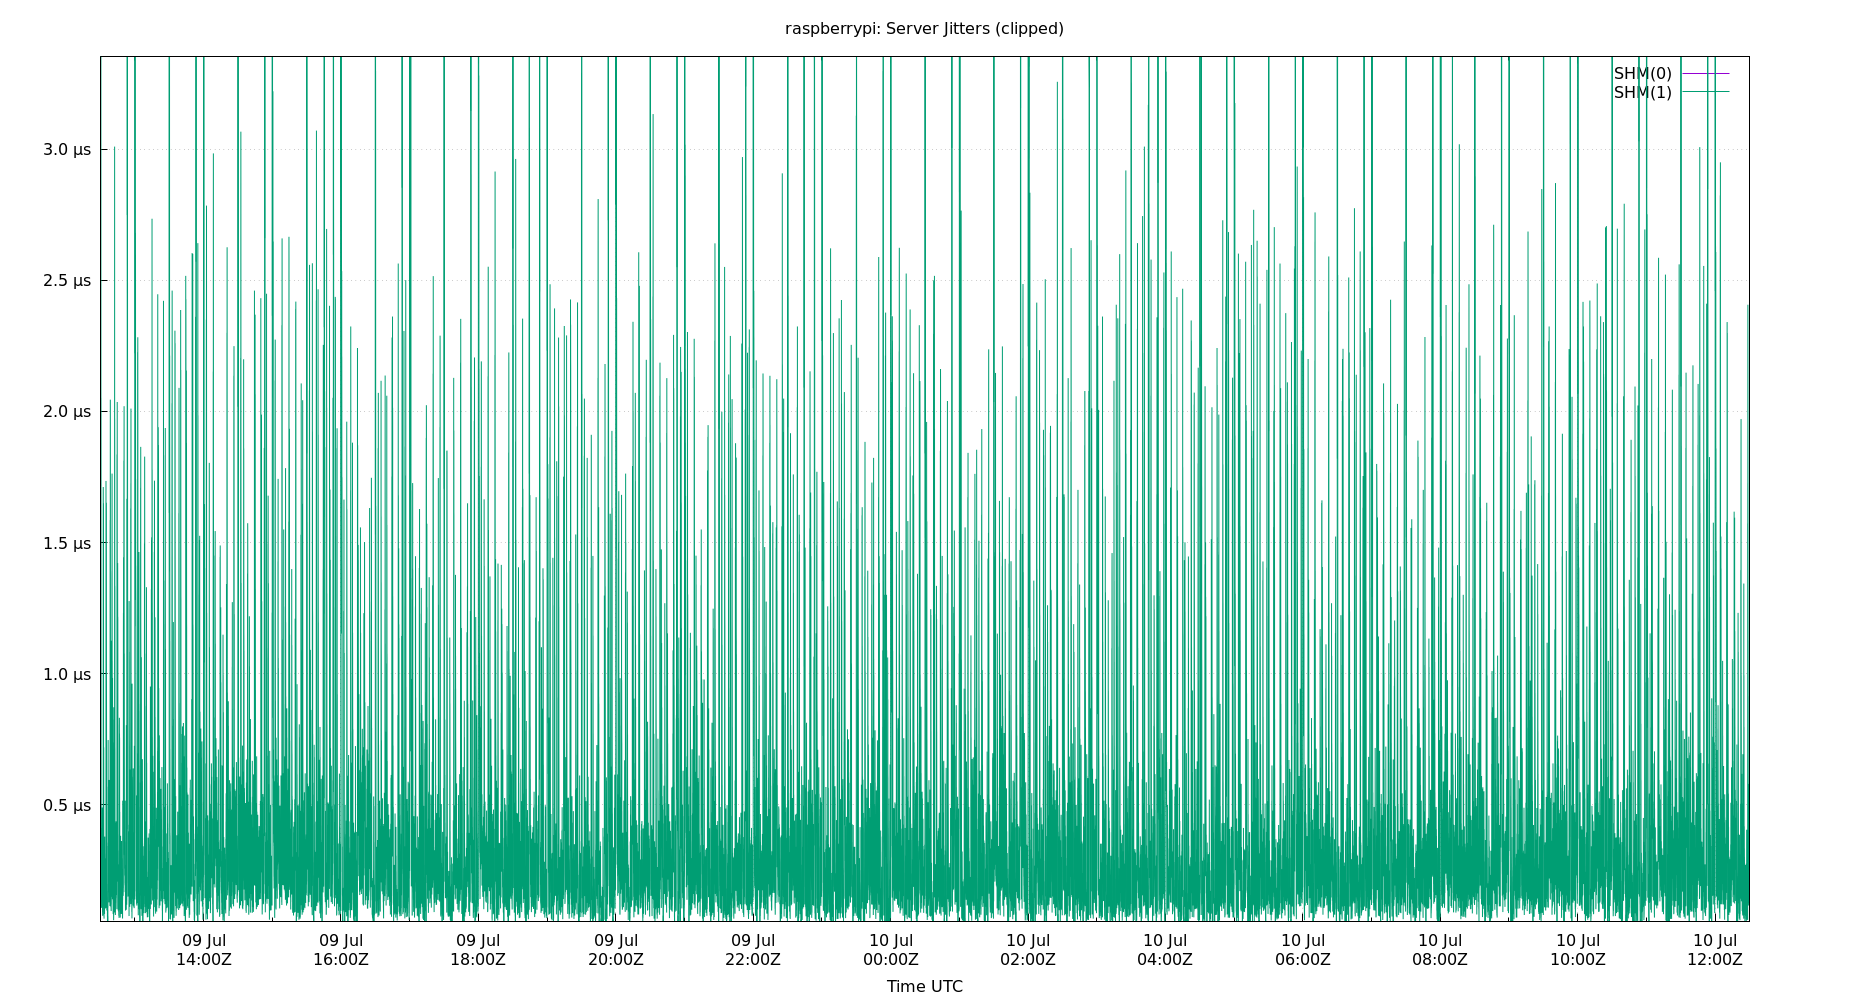 raspberrypi: Server Jitters (clipped)
SHM(0)
SHM(1)
3.0 µs
2.5 µs
2.0 µs
1.5 µs
1.0 µs
0.5 µs
09 Jul 09 Jul 09 Jul 09 Jul 09 Jul 10 Jul 10 Jul 10 Jul 10 Jul 10 Jul 10 Jul 10 Jul
14:00Z 16:00Z 18:00Z 20:00Z 22:00Z 00:00Z 02:00Z 04:00Z 06:00Z 08:00Z 10:00Z 12:00Z
Time UTC